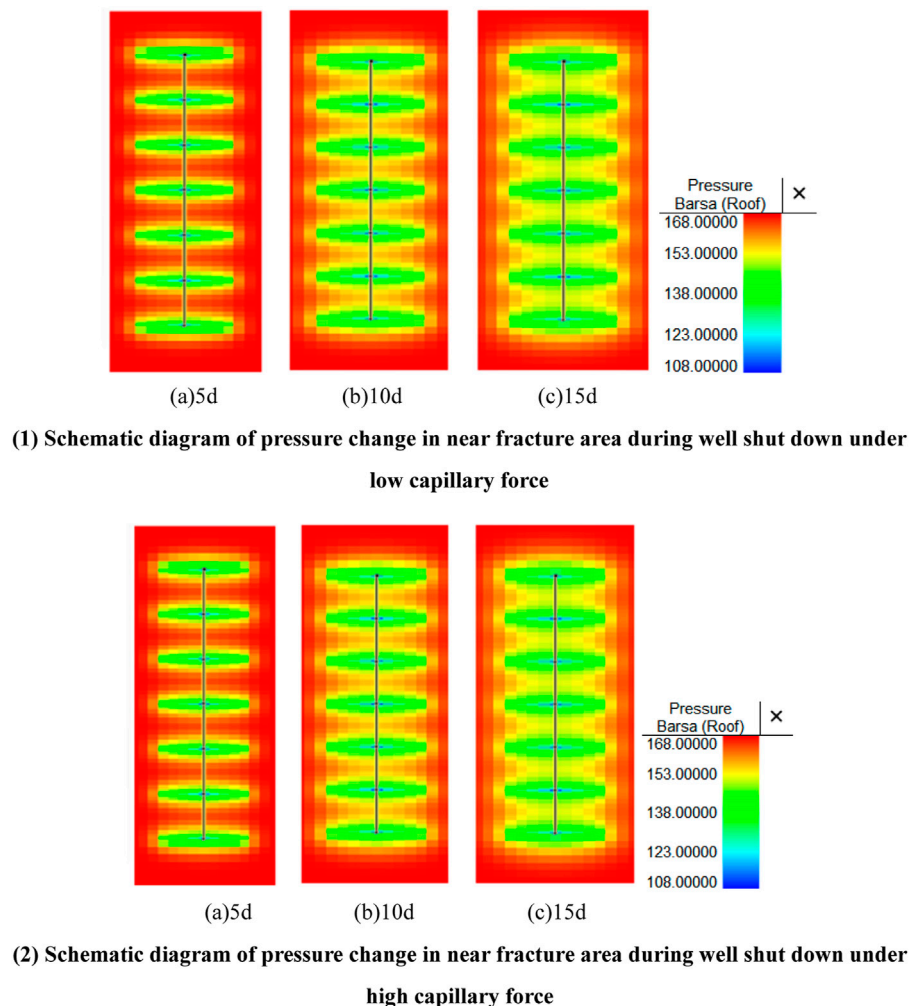 Pressure
Barsa (Roof)
×
168.00000
153.00000
138.00000
123.00000
108.00000
(a)5d
(b)10d
(c)15d
(1) Schematic diagram of pressure change in near fracture area during well shut down under
low capillary force
Pressure
Barsa (Roof)
×
168.00000
153.00000
138.00000
123.00000
108.00000
(a)5d
(b)10d
(c)15d
(2) Schematic diagram of pressure change in near fracture area during well shut down under
high capillary force